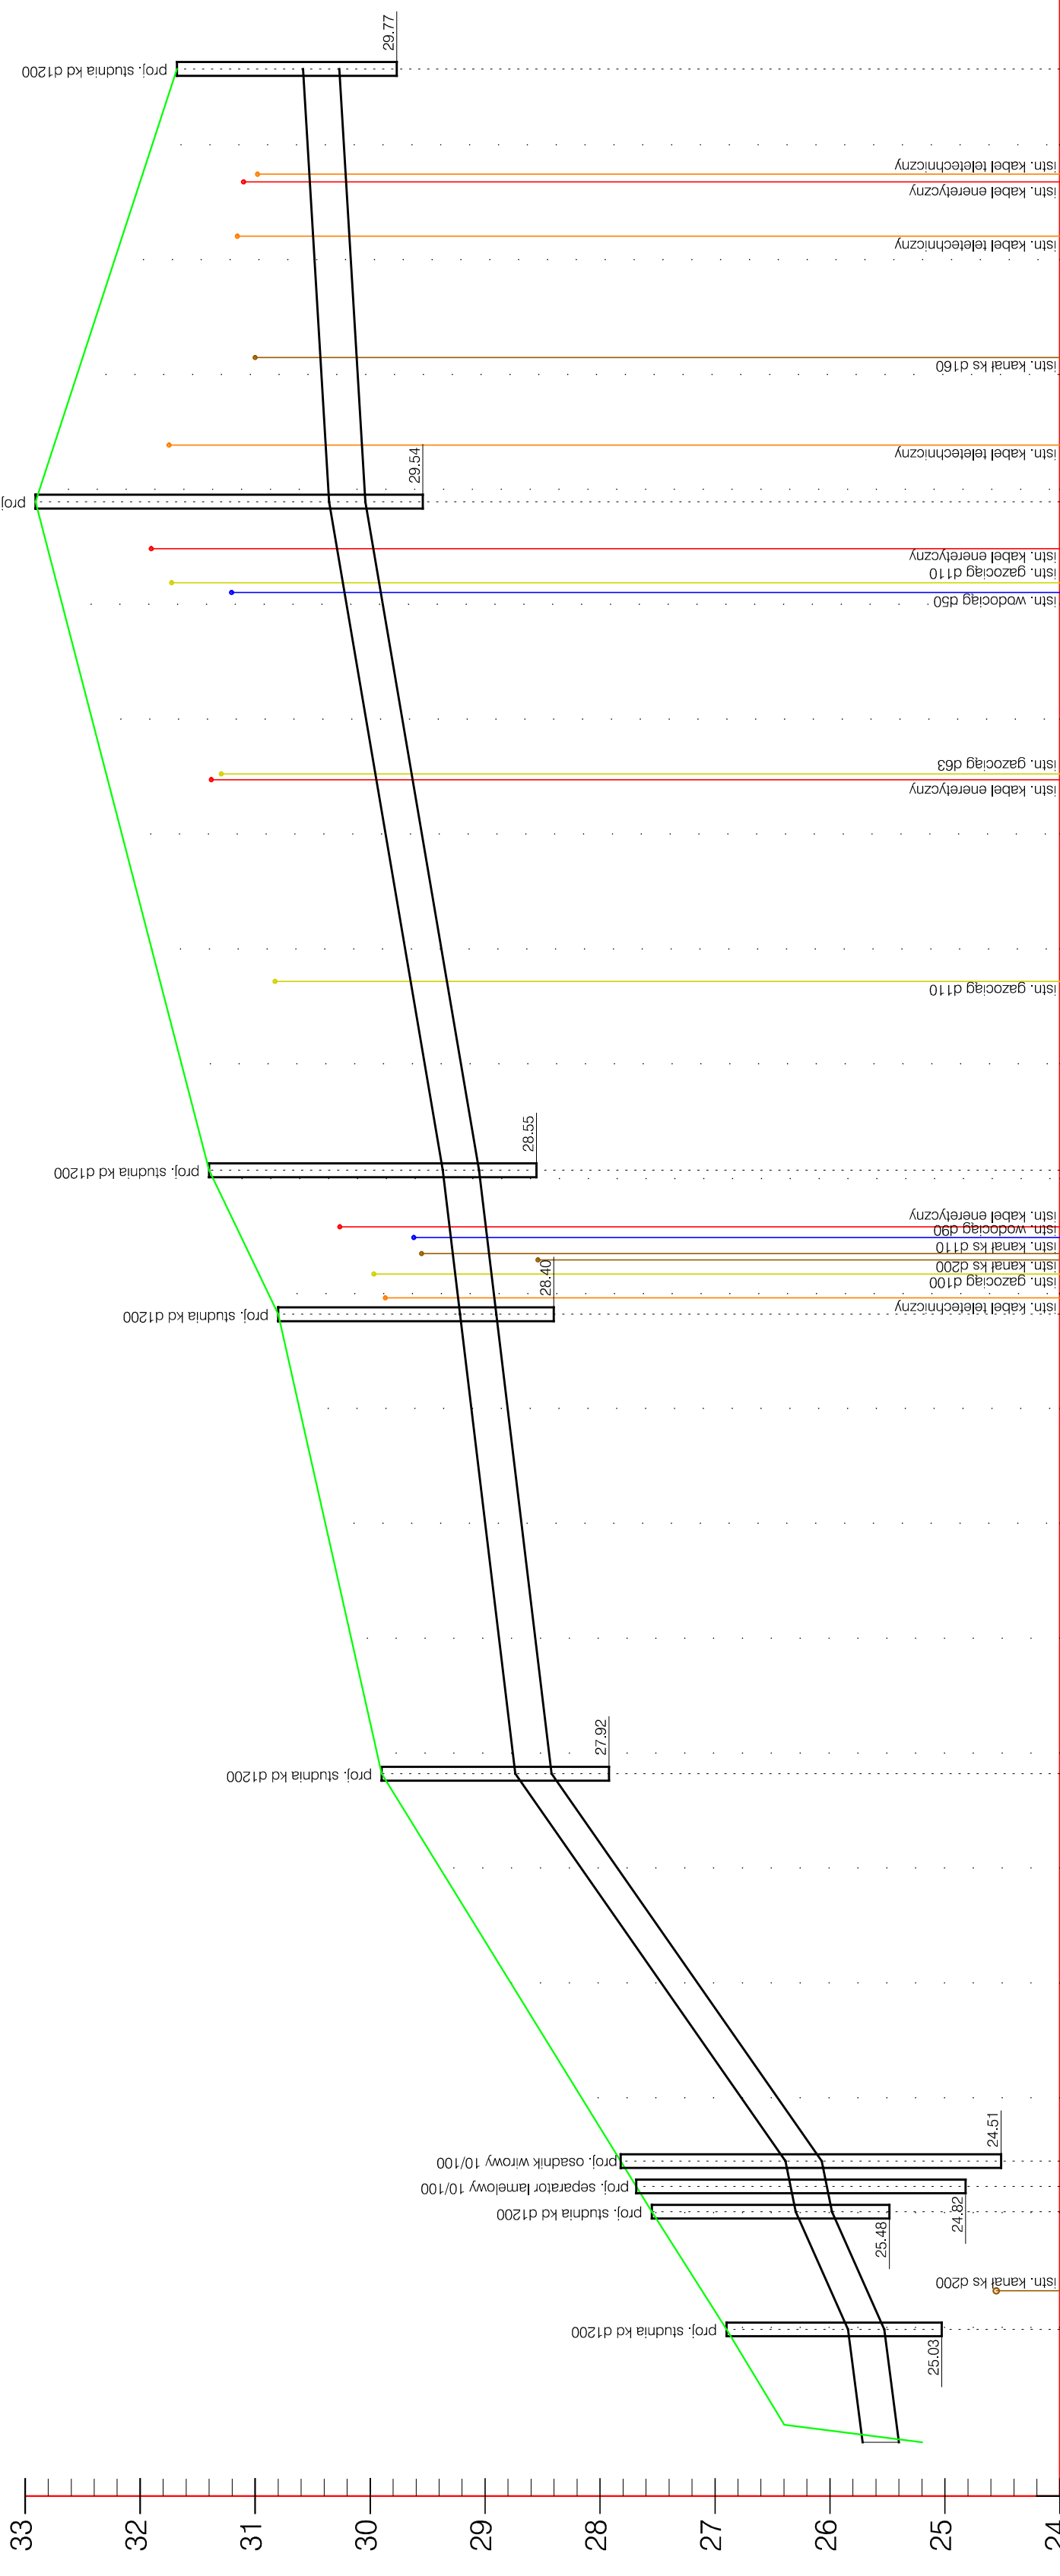 proj. studnia kd d1200
29.77
istn. kabel teletechniczny
istn. kabel eneretyczny
istn. kabel teletechniczny
istn. kanał ks d160
istn. kabel teletechniczny
29.54
proj
istn. kabel eneretyczny
istn. gazociąg d110
istn. wodociąg d50
istn. gazociąg d63
istn. kabel eneretyczny
istn. gazociąg d110
28.55
proj. studnia kd d1200
istn. kabel eneretyczny
istn. wodociąg d90
istn. kanał ks d110
istn. kanał ks d200
istn. gazociąg d100
28.40
istn. kabel teletechniczny
proj. studnia kd d1200
27.92
proj. studnia kd d1200
24.51
proj. osadnik wirowy 10/100
proj. separator lamelowy 10/100
24.82
proj. studnia kd d1200
25.48
istn. kanał ks d200
proj. studnia kd d1200
25.03
33
32
31
30
29
28
27
26
25
24